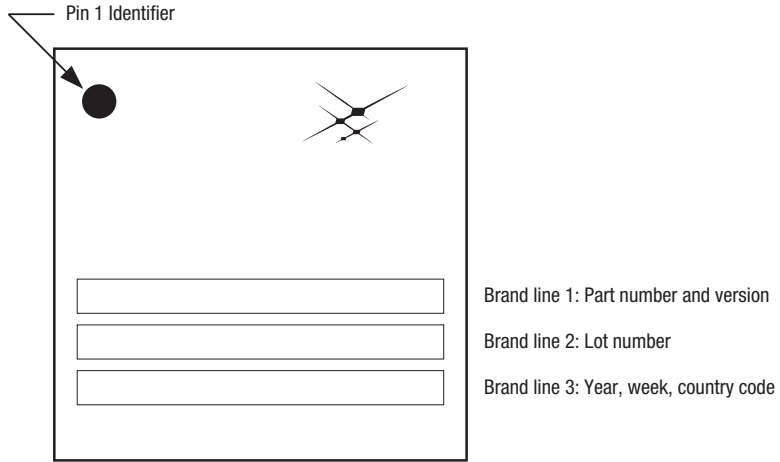 Pin 1 Identifier
Brand line 1: Part number and version
Brand line 2: Lot number
Brand line 3: Year, week, country code